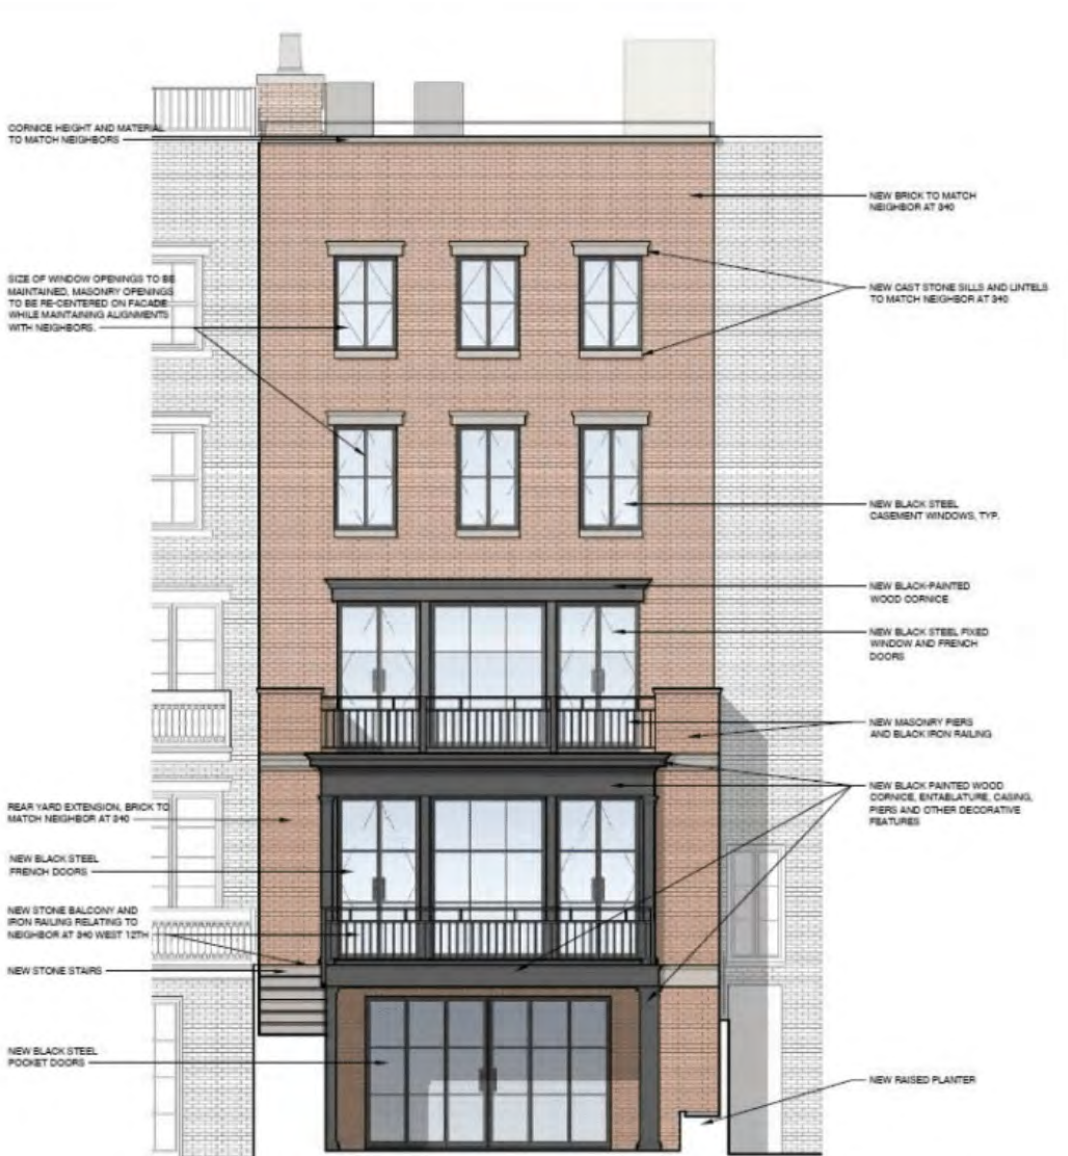 CORNICE HEIGHT AND MATERIAL
TO MATCH NEIGHBORS
SIZE OF WINDOW OPENINGS TO BE
MAINTAINED, MASONRY OPENINGS
TO BE RE-CENTERED ON FACADE
WHILE MAINTAINING ALIGNMENTS
WITH NEIGHBORS.
REAR YARD EXTENSION, BRICK TO
MATCH NEIGHBOR AT 340
NEW BLACK STEEL
FRENCH DOORS
NEW STONE BALCONY AND
IRON RAILING RELATING TO
NEIGHBOR AT 340 WEST 12TH
NEW STONE STAIRS
NEW BLACK STEEL
POCKET DOORS
NEW BRICK TO MATCH
NEIGHBOR AT 340
NEW CAST STONE SILLS AND LINTELS
TO MATCH NEIGHBOR AT 340
NEW BLACK STEEL
CASEMENT WINDOWS, TYP.
NEW BLACK-PAINTED
WOOD CORNICE
NEW BLACK STEEL FIXED
WINDOW AND FRENCH
DOORS
NEW MASONRY PIERS
AND BLACK IRON RAILING
NEW BLACK PAINTED WOOD
CORNICE, ENTABLATURE, CASING,
PIERS AND OTHER DECORATIVE
FEATURES
NEW RAISED PLANTER